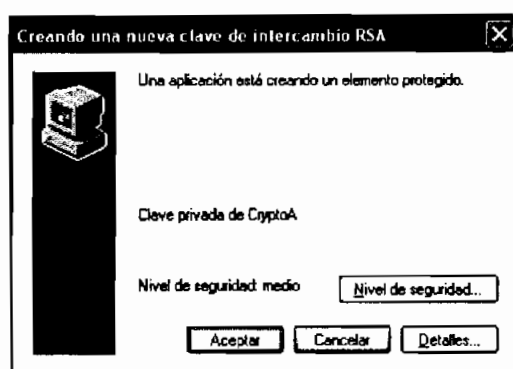 Creando una nueva clave de intercambio RSA
Una aplicación está creando un elemento protegido.
Clave privada de CryptoA
Nivel de seguridad: medio
Nivel de seguridad...
Aceptar
Cancelar
Detalles...